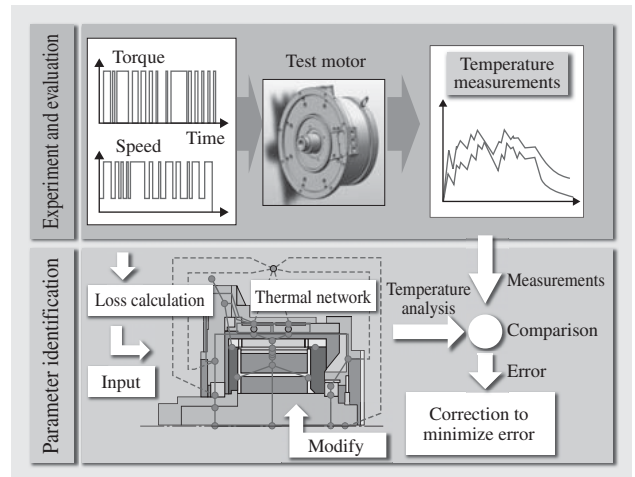 Experiment and evaluation
Torque
Time
Speed
Test motor
Temperature
measurements
Parameter identification
Loss calculation
Input
Thermal network
Modify
Temperature
analysis
Measurements
Comparison
Error
Correction to
minimize error